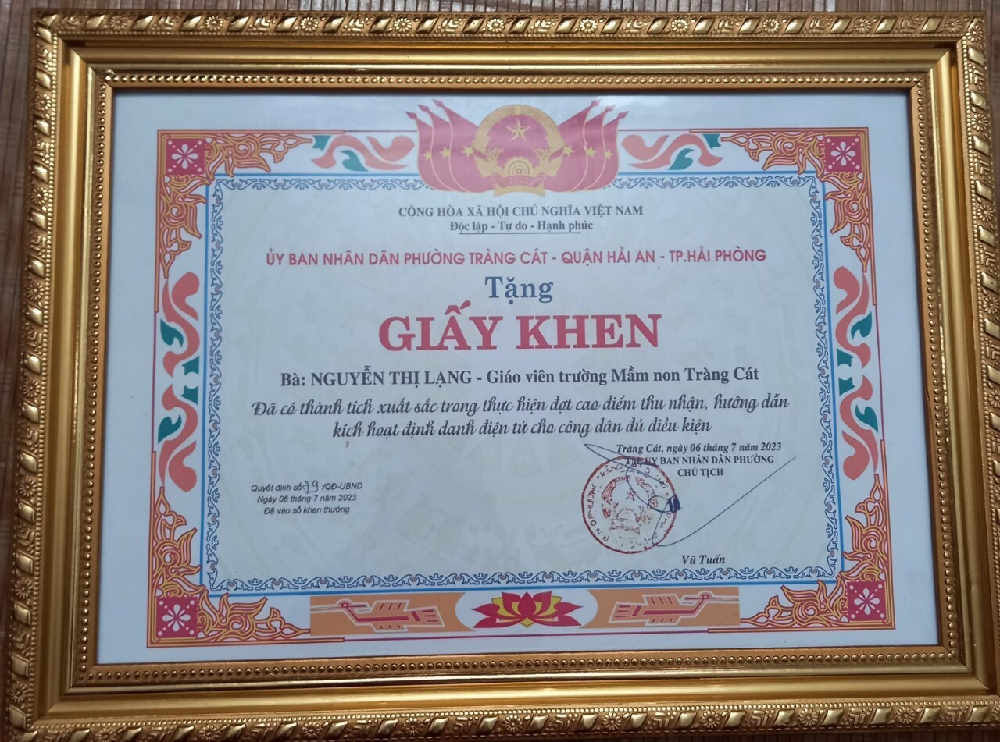 CỘNG HÒA XÃ HỘI CHỦ NGHĨA VIỆT NAM
Độc lập - Tự do - Hạnh phúc
ỦY BAN NHÂN DÂN PHƯỜNG TRÀNG CÁT - QUẬN HẢI AN - TP.HẢI PHÒNG
Tặng
GIẤY KHEN
Bà: NGUYỄN THỊ LẠNG - Giáo viên trường Mầm non Tràng Cát
Đã có thành tích xuất sắc trong thực hiện đợt cao điểm thu nhận, hướng dẫn
kích hoạt định danh điện tử cho công dân đủ điều kiện
Tràng Cát, ngày 06 tháng 7 năm 2023
TM. ỦY BAN NHÂN DÂN PHƯỜNG
CHỦ TỊCH
Quyết định số 79 /QĐ-UBND
Ngày 06 tháng 7 năm 2023
Đã vào sổ khen thưởng
Vũ Tuấn